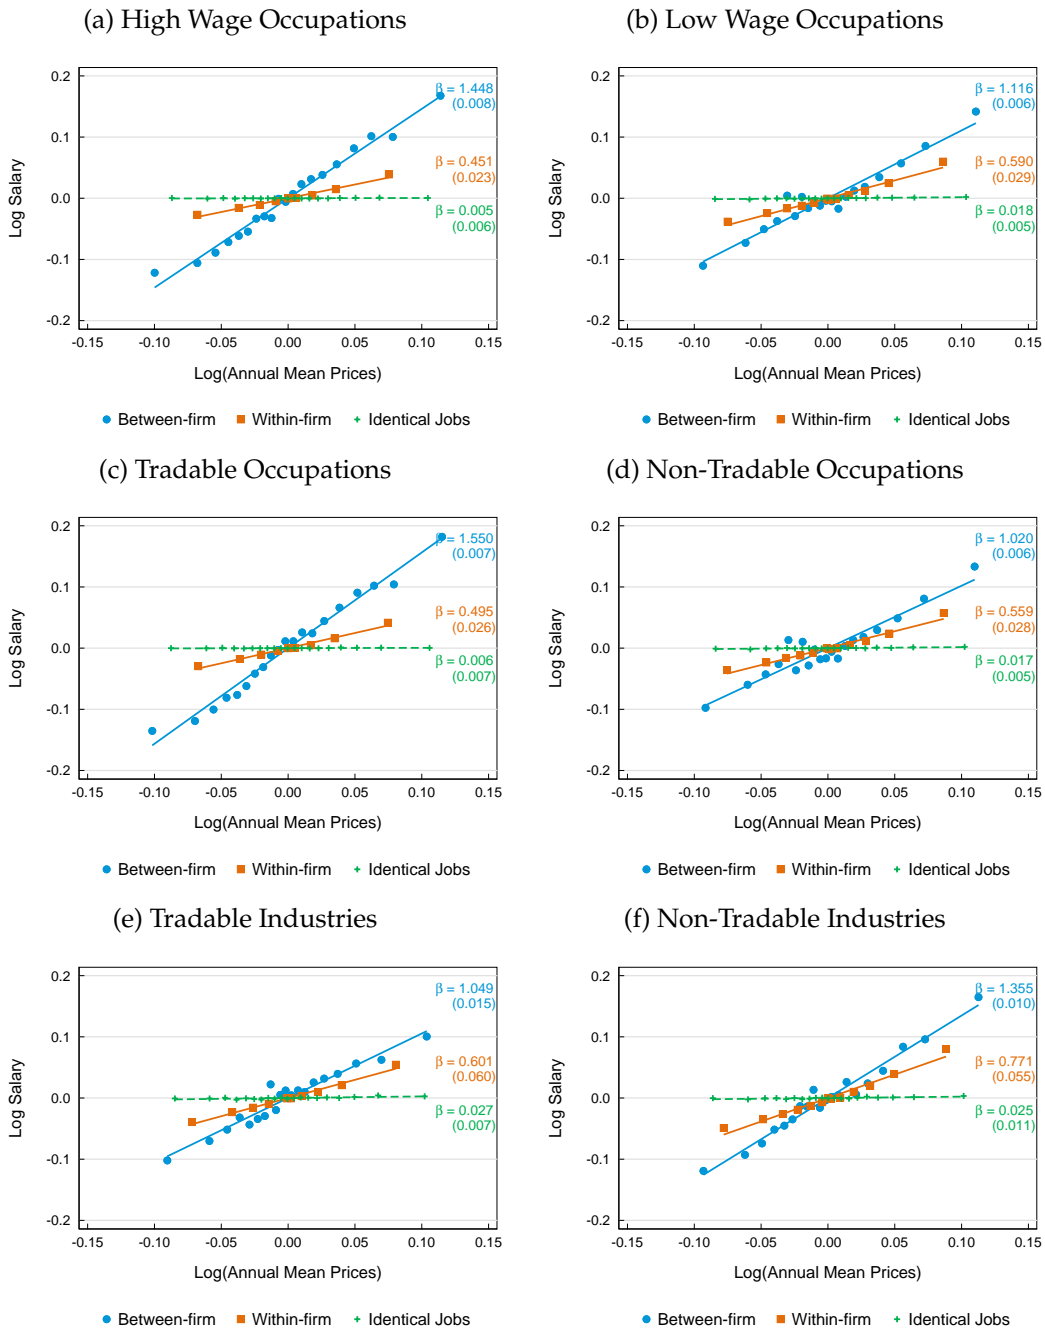 (a) High Wage Occupations
0.2
0.1
0.0
-0.1
-0.2
Log Salary
β = 1.448
(0.008)
β = 0.451
(0.023)
β = 0.005
(0.006)
-0.15 -0.10 -0.05 0.00 0.05 0.10 0.15
Log(Annual Mean Prices)
Between-firm Within-firm Identical Jobs
(b) Low Wage Occupations
0.2
0.1
0.0
-0.1
-0.2
Log Salary
β = 1.116
(0.006)
β = 0.590
(0.029)
β = 0.018
(0.005)
-0.15 -0.10 -0.05 0.00 0.05 0.10 0.15
Log(Annual Mean Prices)
Between-firm Within-firm Identical Jobs
(c) Tradable Occupations
0.2
0.1
0.0
-0.1
-0.2
Log Salary
β = 1.550
(0.007)
β = 0.495
(0.026)
β = 0.006
(0.007)
-0.15 -0.10 -0.05 0.00 0.05 0.10 0.15
Log(Annual Mean Prices)
Between-firm Within-firm Identical Jobs
(d) Non-Tradable Occupations
0.2
0.1
0.0
-0.1
-0.2
Log Salary
β = 1.020
(0.006)
β = 0.559
(0.028)
β = 0.017
(0.005)
-0.15 -0.10 -0.05 0.00 0.05 0.10 0.15
Log(Annual Mean Prices)
Between-firm Within-firm Identical Jobs
(e) Tradable Industries
0.2
0.1
0.0
-0.1
-0.2
Log Salary
β = 1.049
(0.015)
β = 0.601
(0.060)
β = 0.027
(0.007)
-0.15 -0.10 -0.05 0.00 0.05 0.10 0.15
Log(Annual Mean Prices)
Between-firm Within-firm Identical Jobs
(f) Non-Tradable Industries
0.2
0.1
0.0
-0.1
-0.2
Log Salary
β = 1.355
(0.010)
β = 0.771
(0.055)
β = 0.025
(0.011)
-0.15 -0.10 -0.05 0.00 0.05 0.10 0.15
Log(Annual Mean Prices)
Between-firm Within-firm Identical Jobs